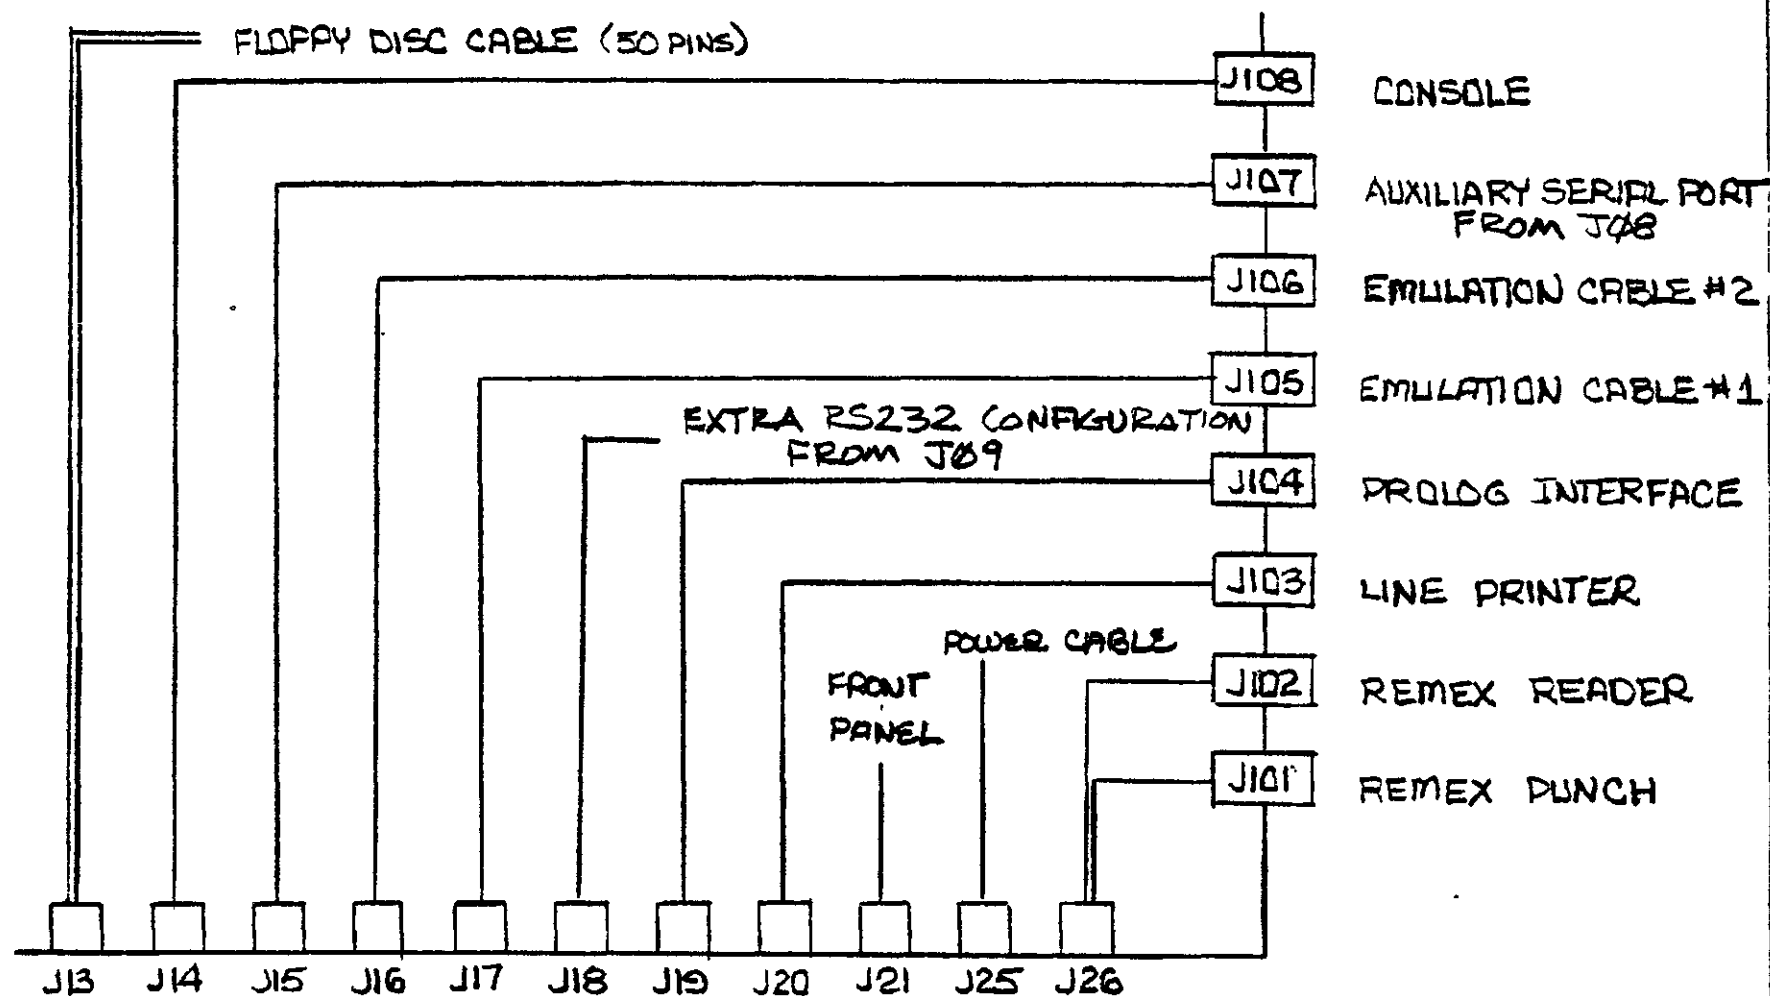 FLOPPY DISC CABLE (50 PINS)
J108 CONSOLE
J107 AUXILIARY SERIAL PORT
FROM JØ8
J106 EMULATION CABLE #2
J105 EMULATION CABLE #1
EXTRA RS232 CONFIGURATION
FROM JØ9
J104 PROLOG INTERFACE
J103 LINE PRINTER
POWER CABLE
FRONT
PANEL
J102 REMEX READER
J101 REMEX PUNCH
J13 J14 J15 J16 J17 J18 J19 J20 J21 J25 J26